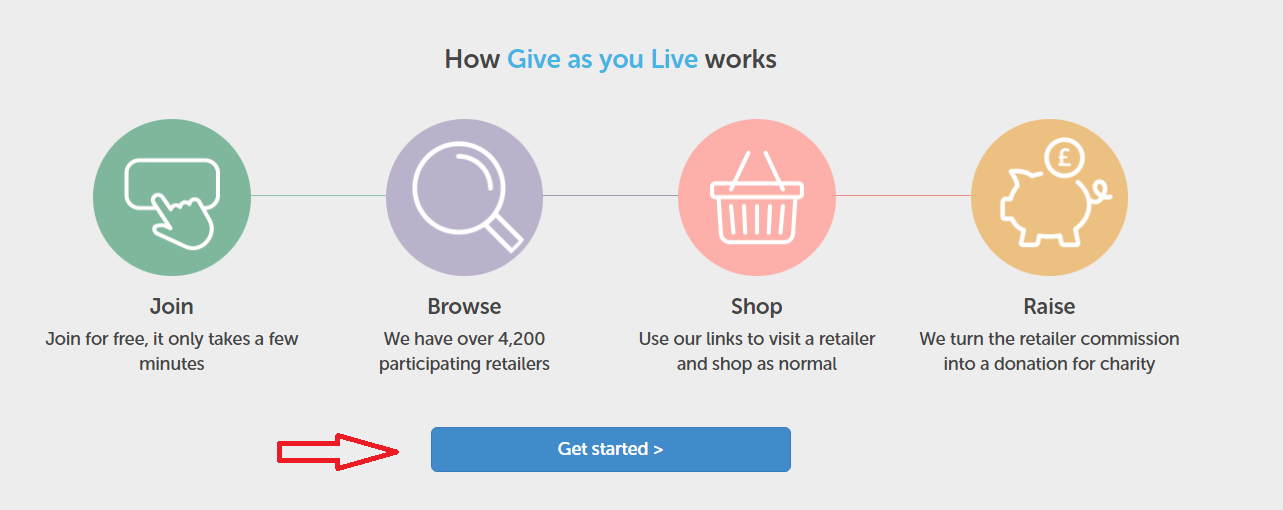 How Give as you Live works
Join
Join for free, it only takes a few
minutes
Browse
We have over 4,200
participating retailers
Shop
Use our links to visit a retailer
and shop as normal
£
Raise
We turn the retailer commission
into a donation for charity
Get started >